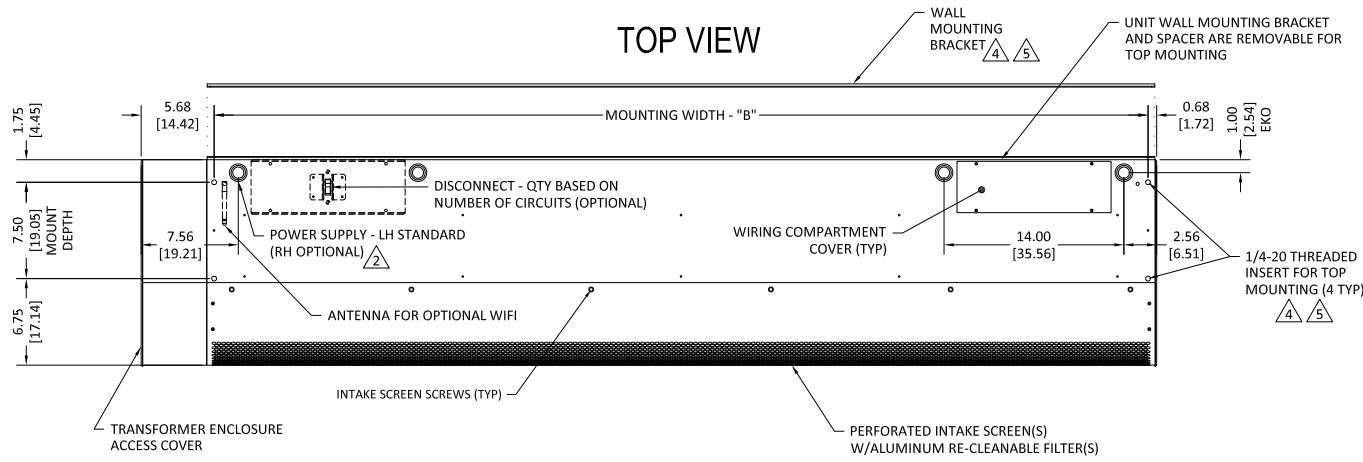 TOP VIEW
WALL
MOUNTING
BRACKET 4 5
UNIT WALL MOUNTING BRACKET
AND SPACER ARE REMOVABLE FOR
TOP MOUNTING
1.75
[4.45]
5.68
[14.42]
MOUNTING WIDTH - "B"
0.68
[1.72]
1.00
[2.54]
EKO
DISCONNECT - QTY BASED ON
NUMBER OF CIRCUITS (OPTIONAL)
7.50
[19.05]
MOUNT
DEPTH
7.56
[19.21]
POWER SUPPLY - LH STANDARD
(RH OPTIONAL) 2
WIRING COMPARTMENT
COVER (TYP)
14.00
[35.56]
2.56
[6.51]
1/4-20 THREADED
INSERT FOR TOP
MOUNTING (4 TYP)
4 5
6.75
[17.14]
ANTENNA FOR OPTIONAL WIFI
INTAKE SCREEN SCREWS (TYP)
TRANSFORMER ENCLOSURE
ACCESS COVER
PERFORATED INTAKE SCREEN(S)
W/ALUMINUM RE-CLEANABLE FILTER(S)